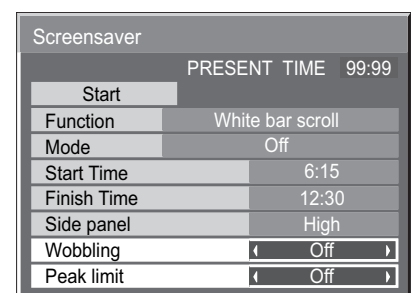 Screensaver
PRESENT TIME 99:99
Start
Function White bar scroll
Mode Off
Start Time 6:15
Finish Time 12:30
Side panel High
Wobbling Off
Peak limit Off